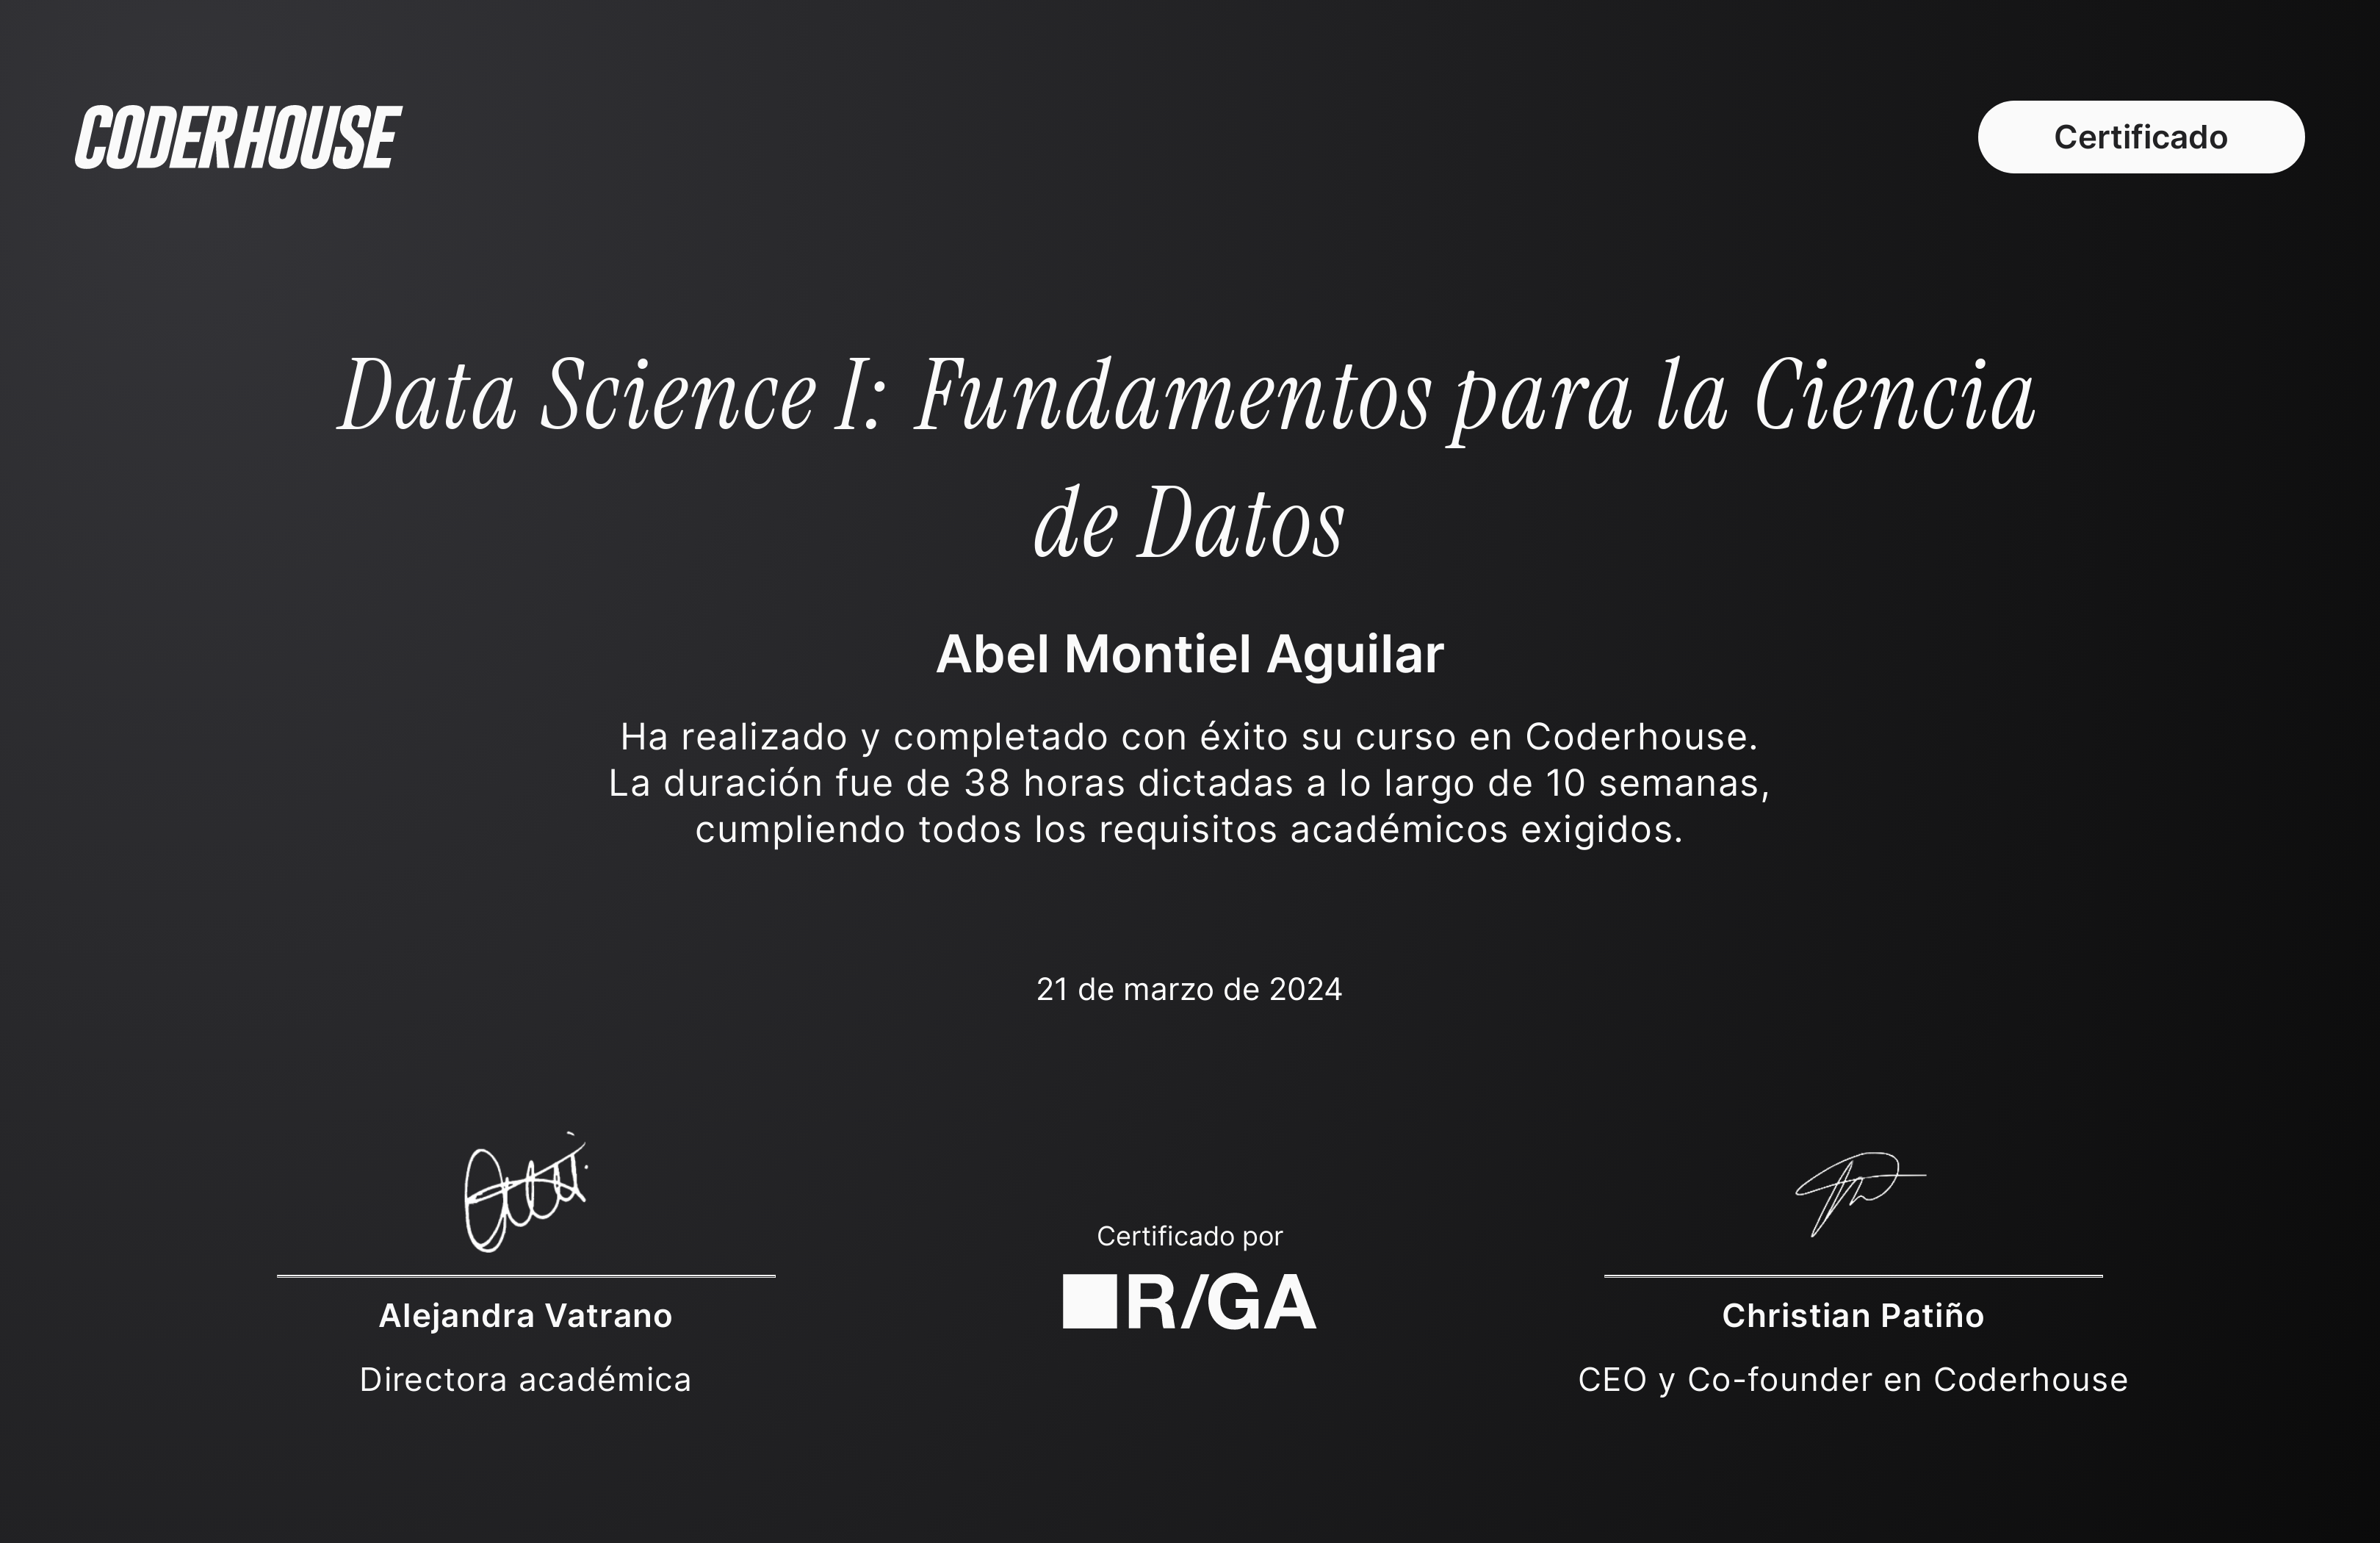 CODERHOUSE
Certificado
Data Science I: Fundamentos para la Ciencia
de Datos
Abel Montiel Aguilar
Ha realizado y completado con éxito su curso en Coderhouse.
La duración fue de 38 horas dictadas a lo largo de 10 semanas,
cumpliendo todos los requisitos académicos exigidos.
21 de marzo de 2024
Certificado por
R/GA
Alejandra Vatrano
Directora académica
Christian Patiño
CEO y Co-founder en Coderhouse